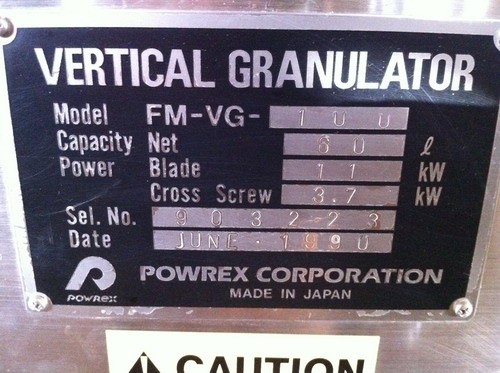 VERTICAL GRANULATOR
Model FM-VG- 100
Capacity Net 60 ℓ
Power Blade 11 kW
Cross Screw 3.7 kW
Sel. No. 903223
Date JUNE · 1990
POWREX CORPORATION
POWREX MADE IN JAPAN
CAUTION